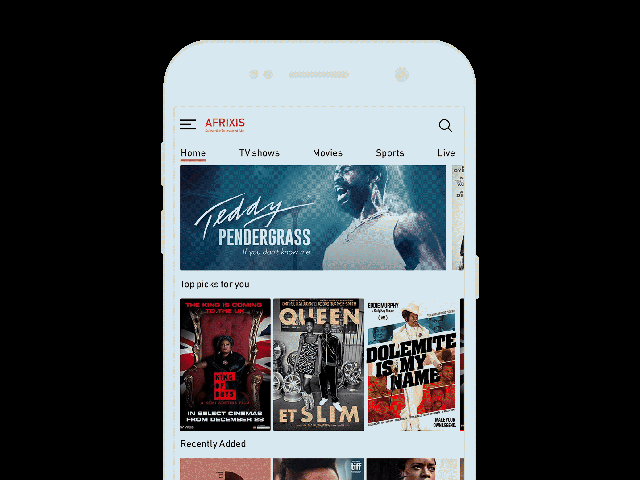 AFRIXIS
Home TV shows Movies Sports Live
Teddy
PENDERGRASS
If you don't know me
Top picks for you
THE KING IS COMING
TO THE UK
KING
OF
BOYS
IN SELECT CINEMAS
FROM DECEMBER
QUEEN
ET SLIM
EDDIE MURPHY
DOLEMITE
IS MY
NAME
Recently Added
tiff